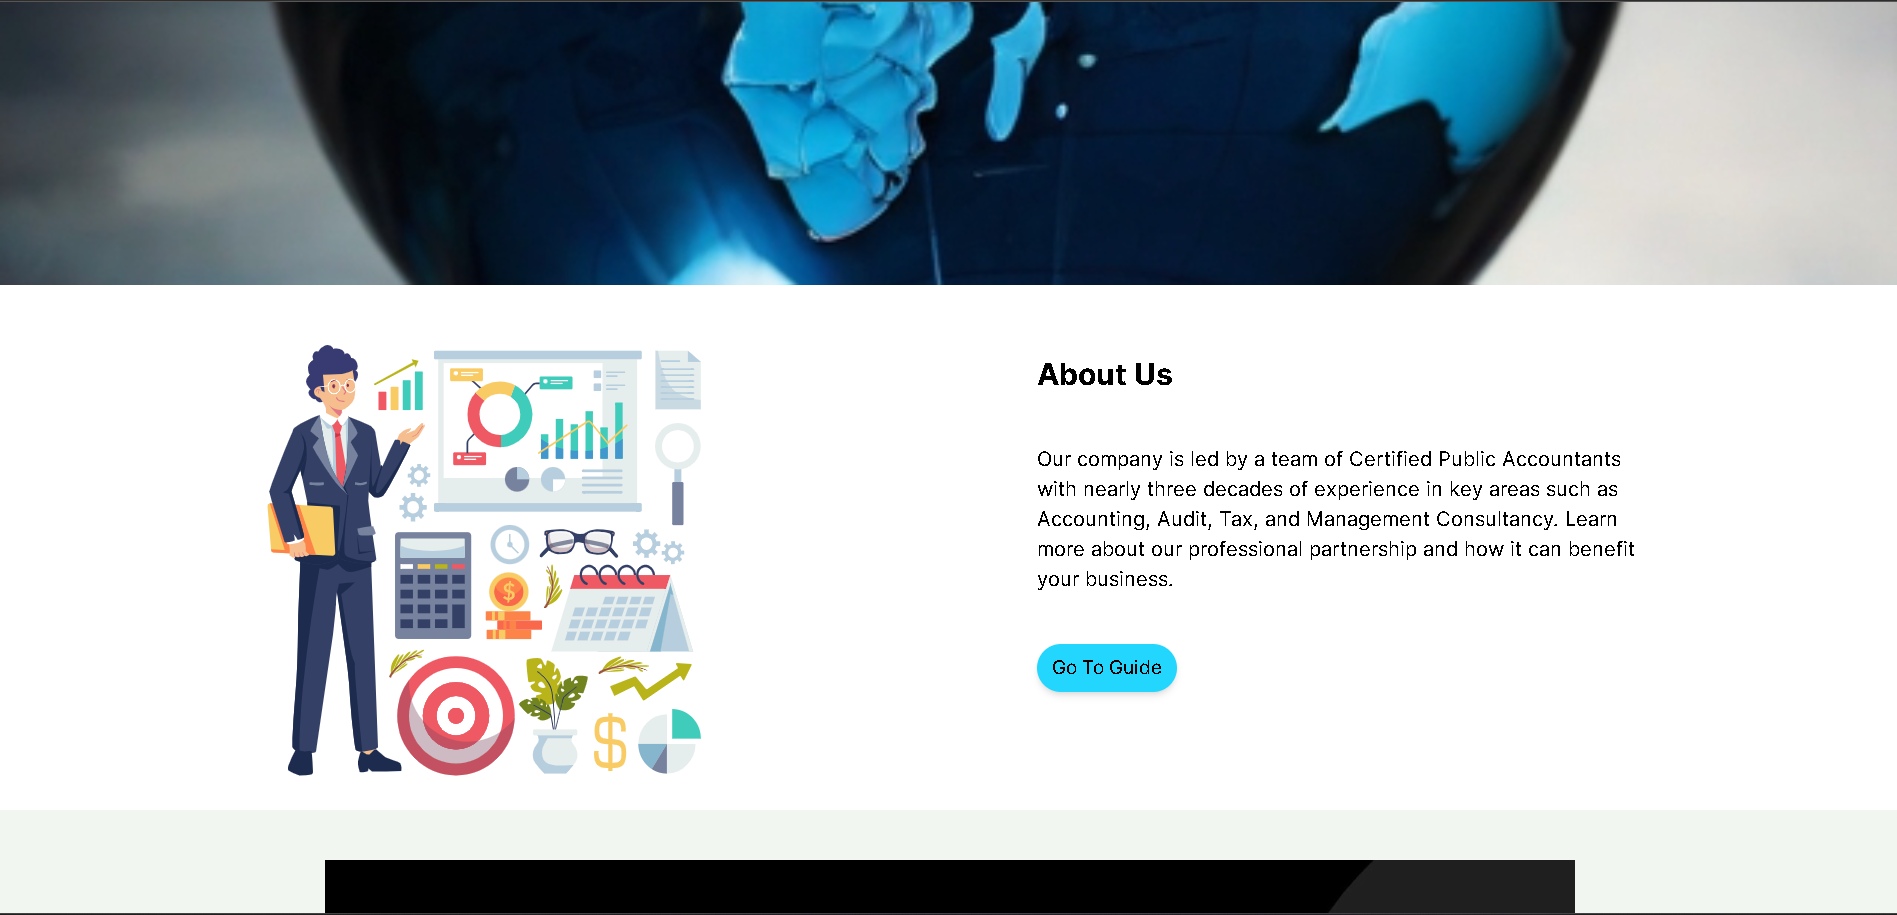 About Us
Our company is led by a team of Certified Public Accountants
with nearly three decades of experience in key areas such as
Accounting, Audit, Tax, and Management Consultancy. Learn
more about our professional partnership and how it can benefit
your business.
Go To Guide